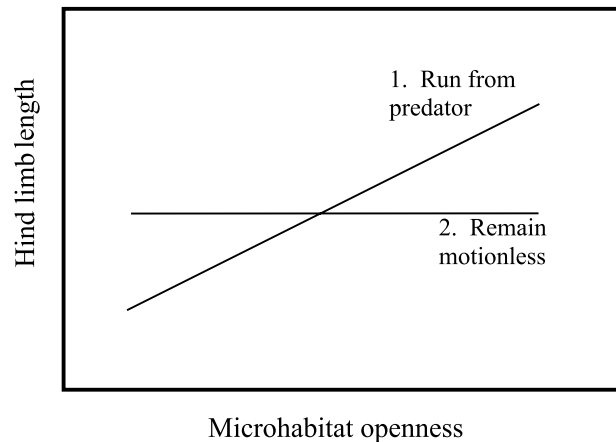 1. Run from
predator
Hind limb length
2. Remain
motionless
Microhabitat openness